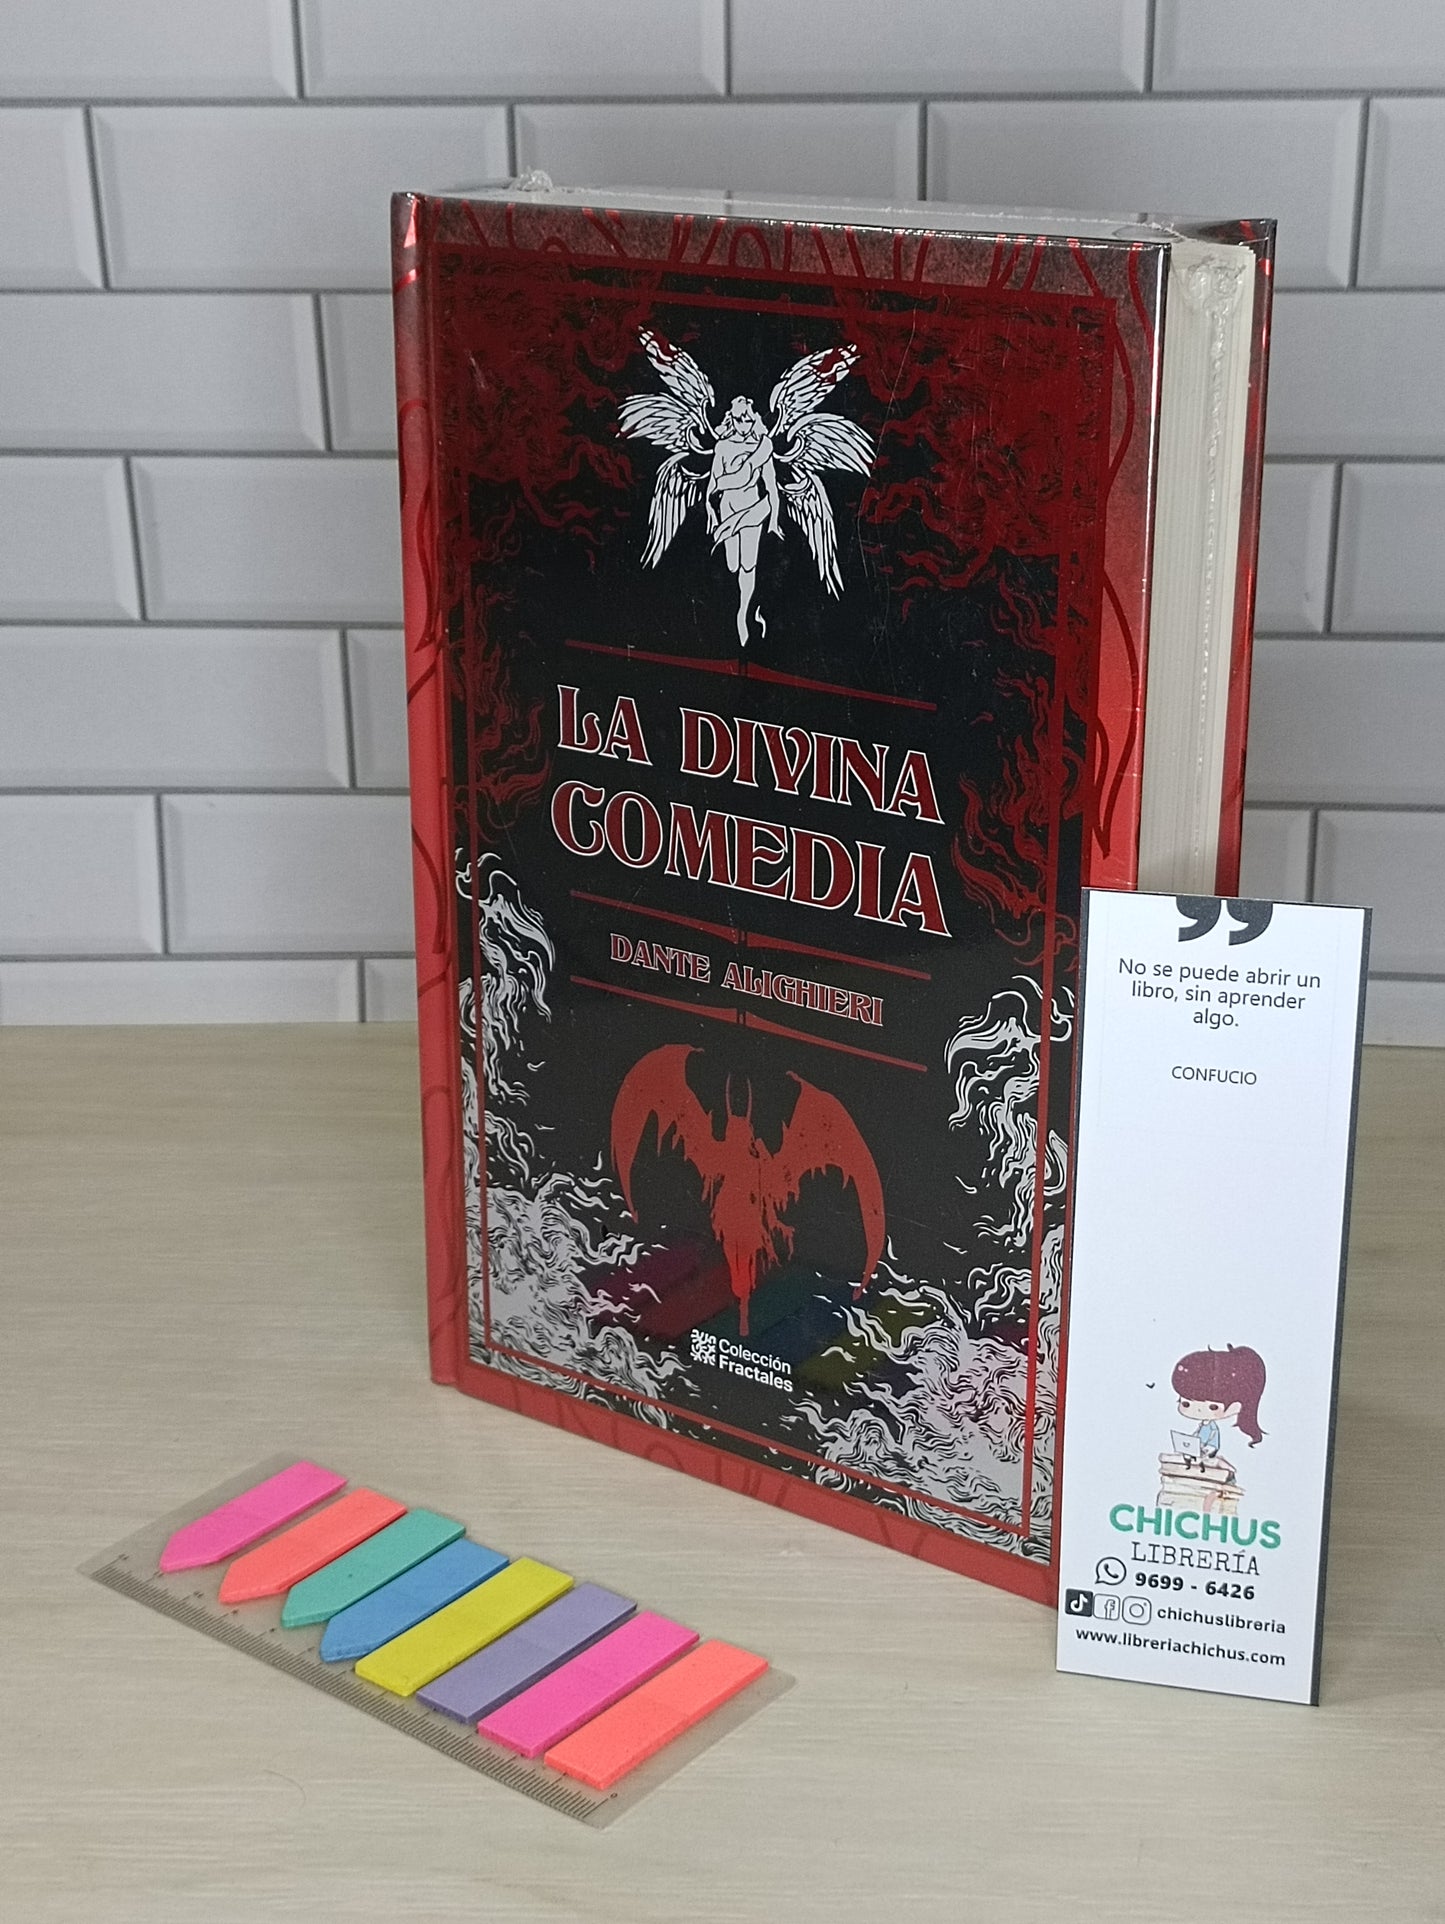 LA DIVINA
COMEDIA
DANTE ALIGHIERI
Colección
Fractales
”
No se puede abrir un
libro, sin aprender
algo.
CONFUCIO
CHICHUS
LIBRERÍA
9699 - 6426
chichuslibreria
www.libreriachichus.com